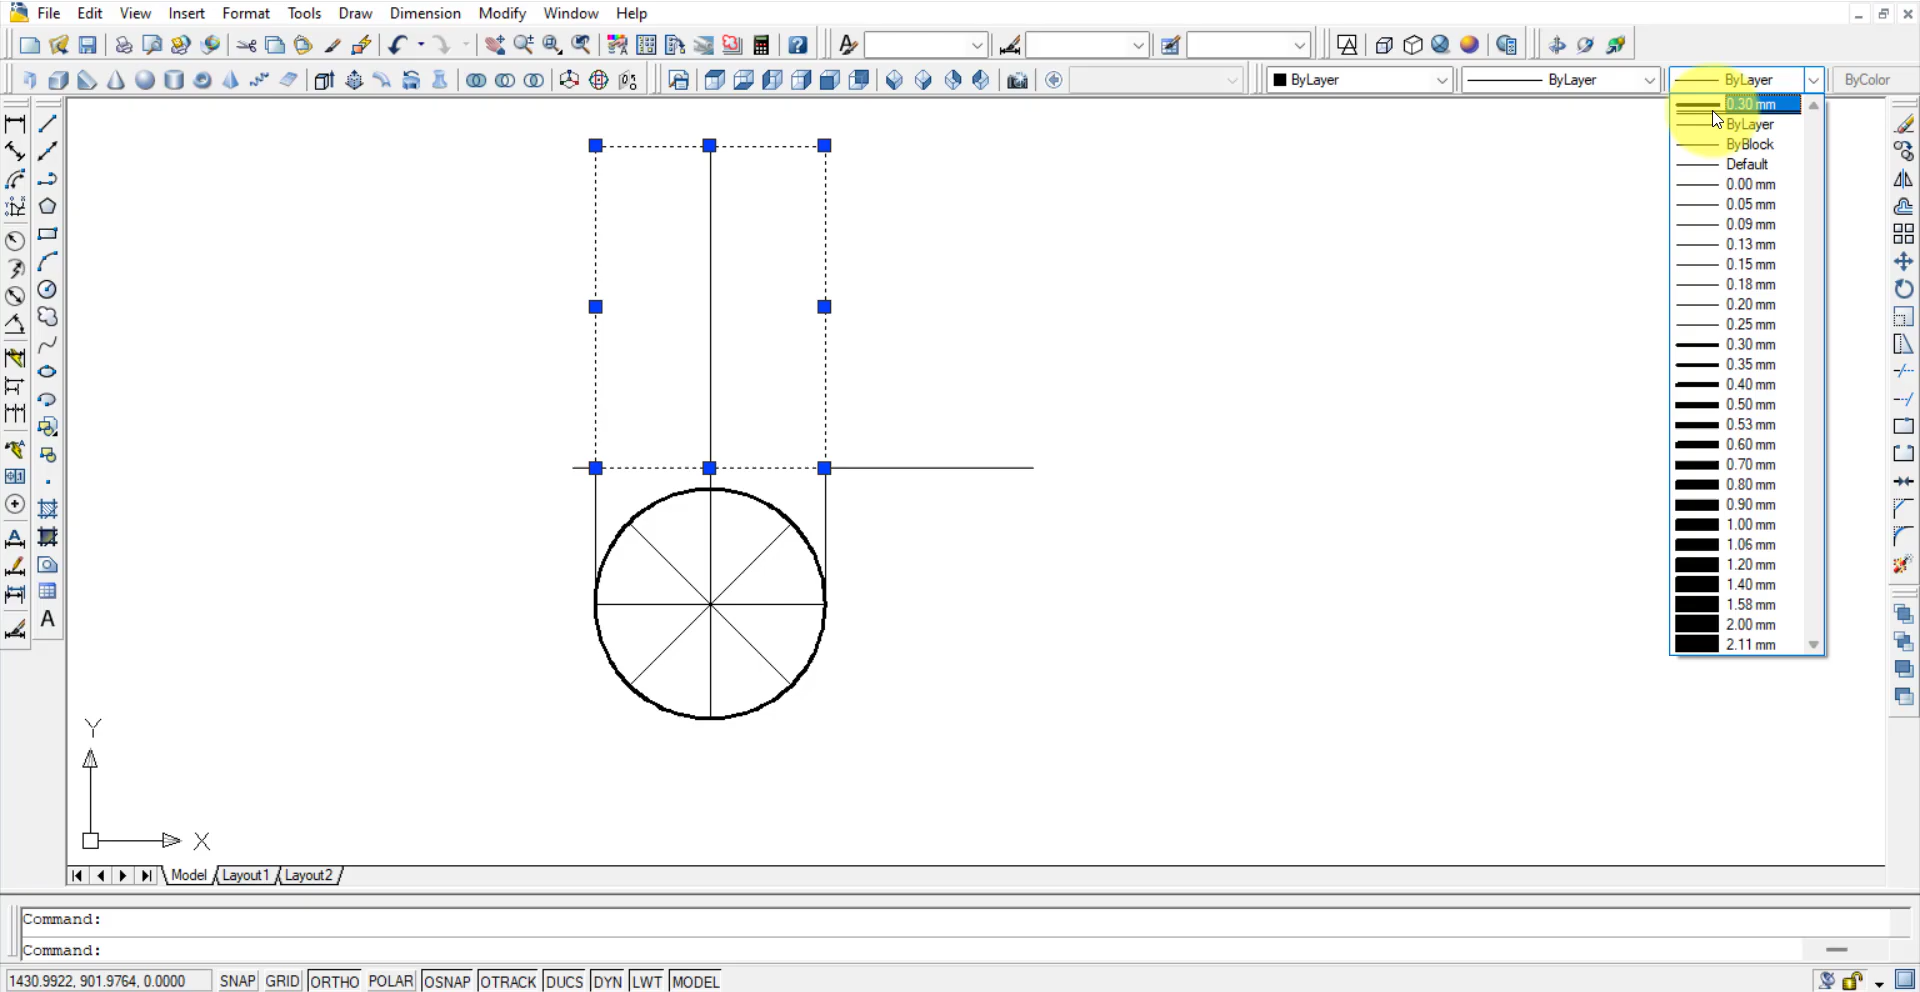 File Edit View Insert Format Tools Draw Dimension Modify Window Help
ByLayer ByLayer ByLayer ByColor
0.30 mm
ByLayer
ByBlock
Default
0.00 mm
0.05 mm
0.09 mm
0.13 mm
0.15 mm
0.18 mm
0.20 mm
0.25 mm
0.30 mm
0.35 mm
0.40 mm
0.50 mm
0.53 mm
0.60 mm
0.70 mm
0.80 mm
0.90 mm
1.00 mm
1.06 mm
1.20 mm
1.40 mm
1.58 mm
2.00 mm
2.11 mm
Y
X
Model Layout1 Layout2
Command:
Command:
1430.9922, 901.9764, 0.0000 SNAP GRID ORTHO POLAR OSNAP OTRACK DUCS DYN LWT MODEL